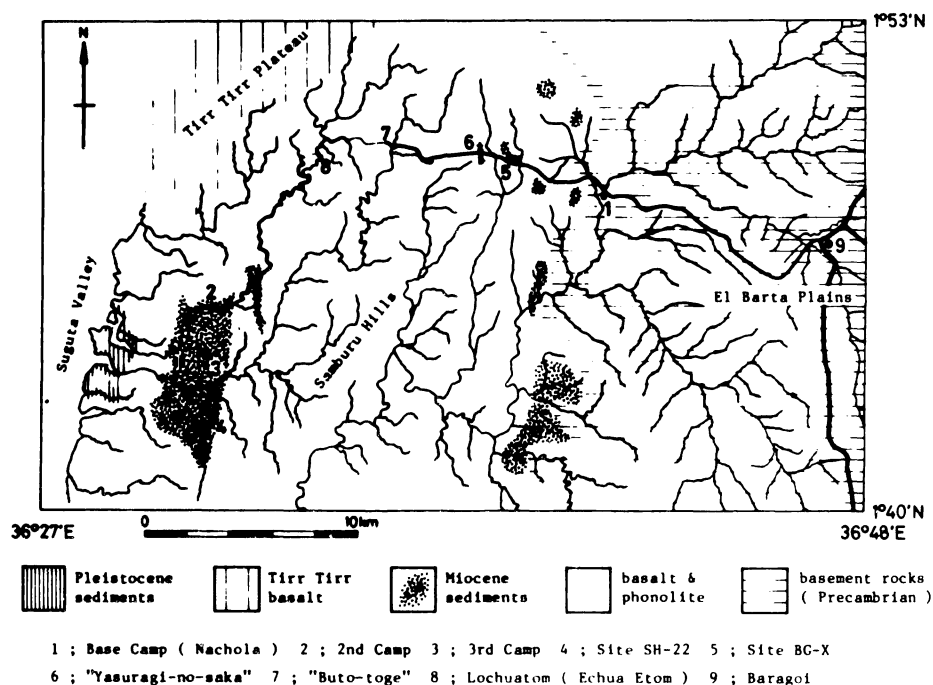 1°53'N
N
Tirr Tirr Plateau
7
6
8
5
1
9
Suguta Valley
2
El Barta Plains
Samburu Hills
3
4
1°40'N
36°27'E
0
10km
36°48'E
Pleistocene
sediments
Tirr Tirr
basalt
Miocene
sediments
basalt &
phonolite
basement rocks
( Precambrian )
1 ; Base Camp ( Nachola ) 2 ; 2nd Camp 3 ; 3rd Camp 4 ; Site SH-22 5 ; Site BG-X
6 ; "Yasuragi-no-saka" 7 ; "Buto-toge" 8 ; Lochuatom ( Echua Etom ) 9 ; Baragoi